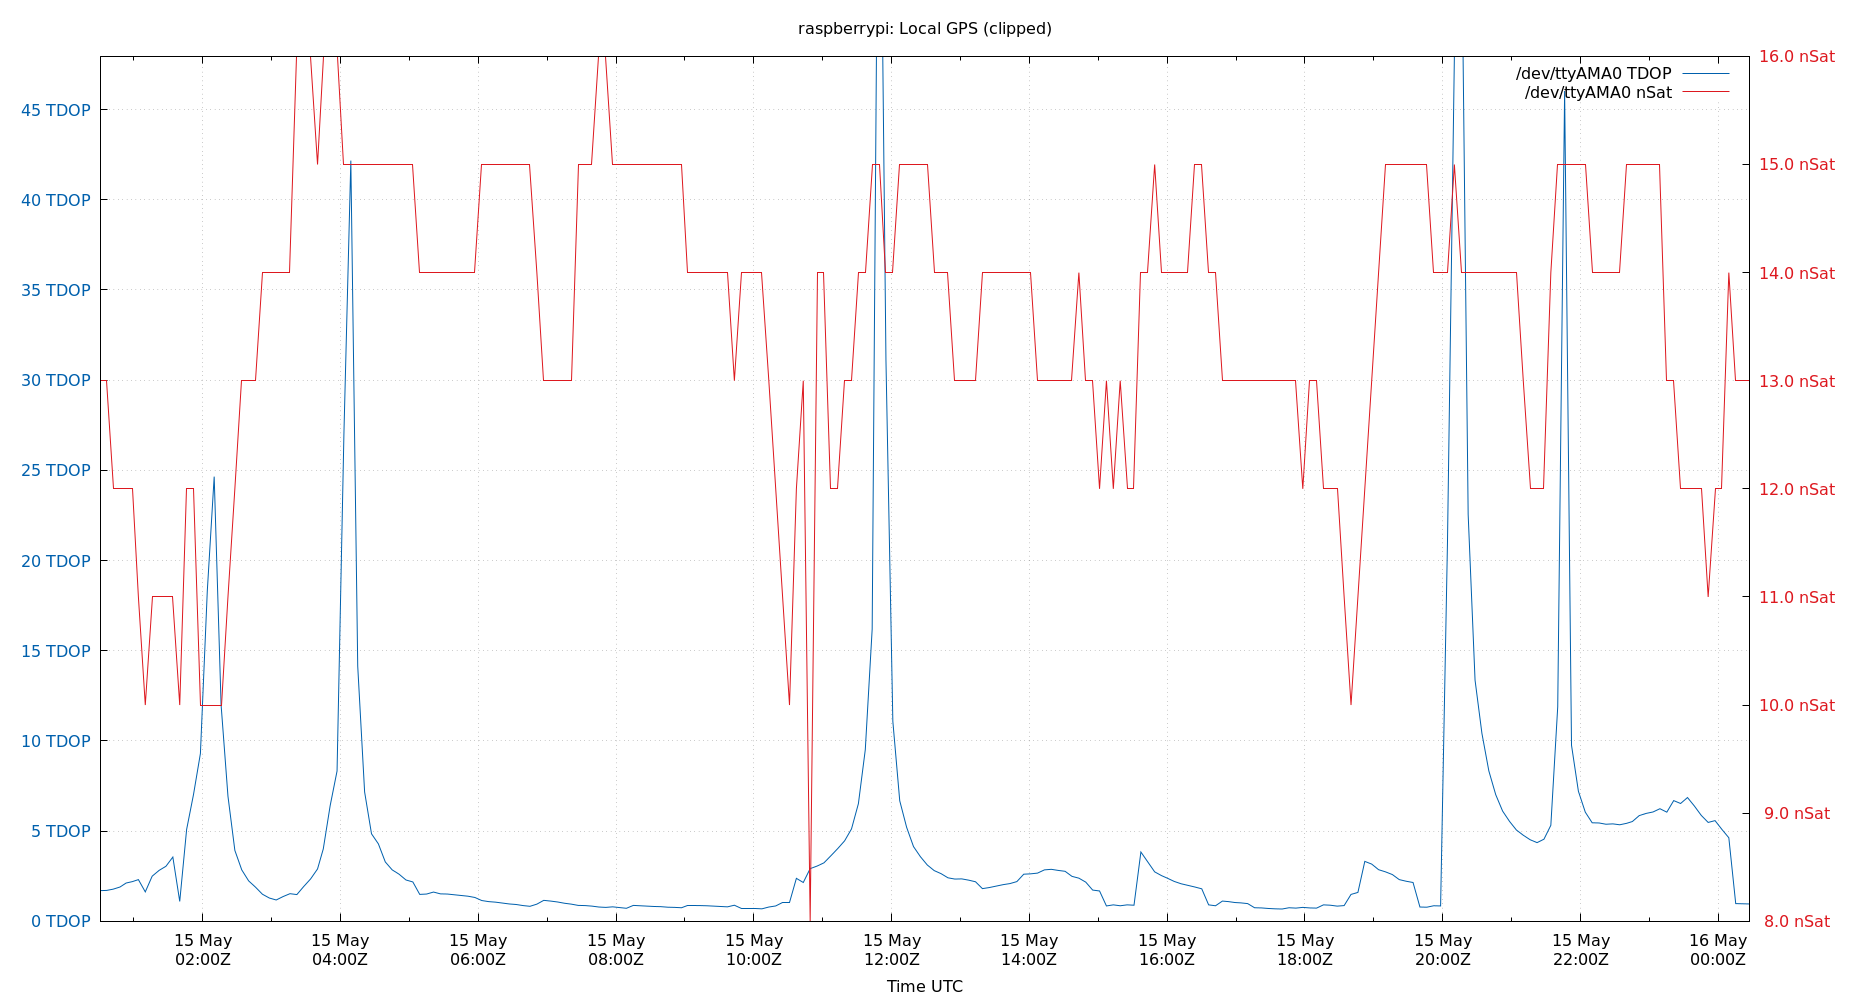 raspberrypi: Local GPS (clipped)
16.0 nSat
/dev/ttyAMA0 TDOP
/dev/ttyAMA0 nSat
45 TDOP
15.0 nSat
40 TDOP
14.0 nSat
35 TDOP
30 TDOP
13.0 nSat
25 TDOP
12.0 nSat
20 TDOP
11.0 nSat
15 TDOP
10.0 nSat
10 TDOP
9.0 nSat
5 TDOP
0 TDOP
8.0 nSat
15 May 15 May 15 May 15 May 15 May 15 May 15 May 15 May 15 May 15 May 15 May 16 May
02:00Z 04:00Z 06:00Z 08:00Z 10:00Z 12:00Z 14:00Z 16:00Z 18:00Z 20:00Z 22:00Z 00:00Z
Time UTC